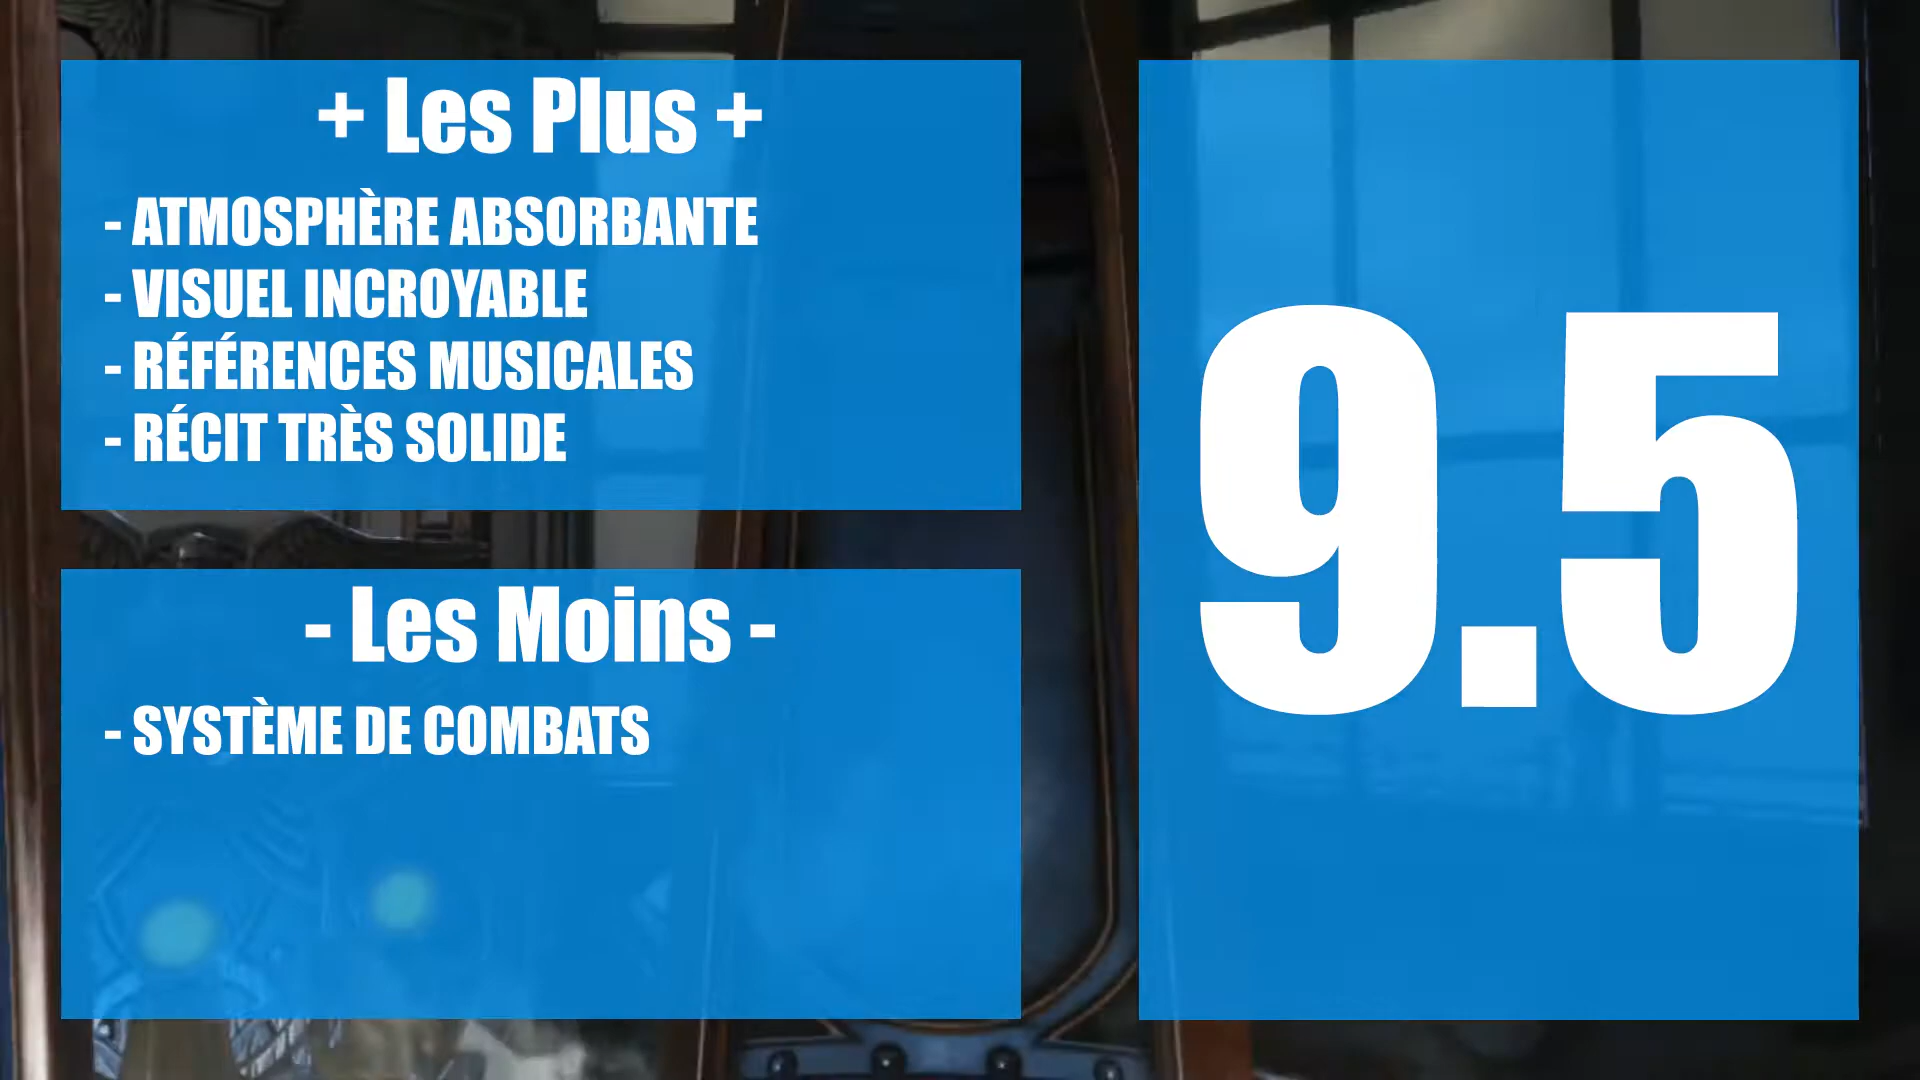 + Les Plus +
- ATMOSPHÈRE ABSORBANTE
- VISUEL INCROYABLE
- RÉFÉRENCES MUSICALES
- RÉCIT TRÈS SOLIDE
- Les Moins -
- SYSTÈME DE COMBATS
9.5